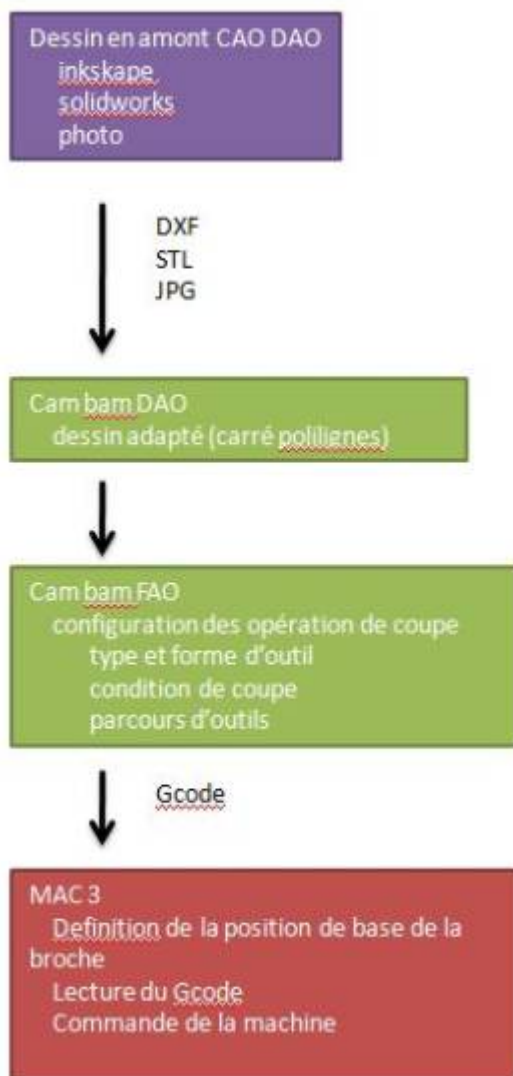 Dessin en amont CAO DAO
inkskape
solidworks
photo
DXF
STL
JPG
Cam bam DAO
dessin adapté (carré polilignes)
Cam bam FAO
configuration des opération de coupe
type et forme d'outil
condition de coupe
parcours d'outils
Gcode
MAC 3
Definition de la position de base de la
broche
Lecture du Gcode
Commande de la machine